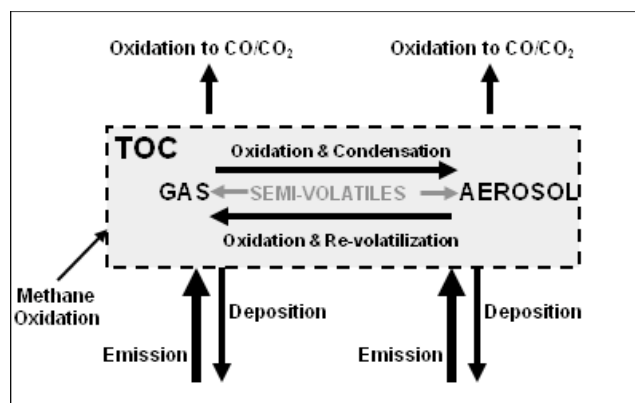 Oxidation to CO/CO₂
Oxidation to CO/CO₂
TOC
Oxidation & Condensation
GAS
SEMI-VOLATILES
AEROSOL
Oxidation & Re-volatilization
Methane
Oxidation
Deposition
Deposition
Emission
Emission